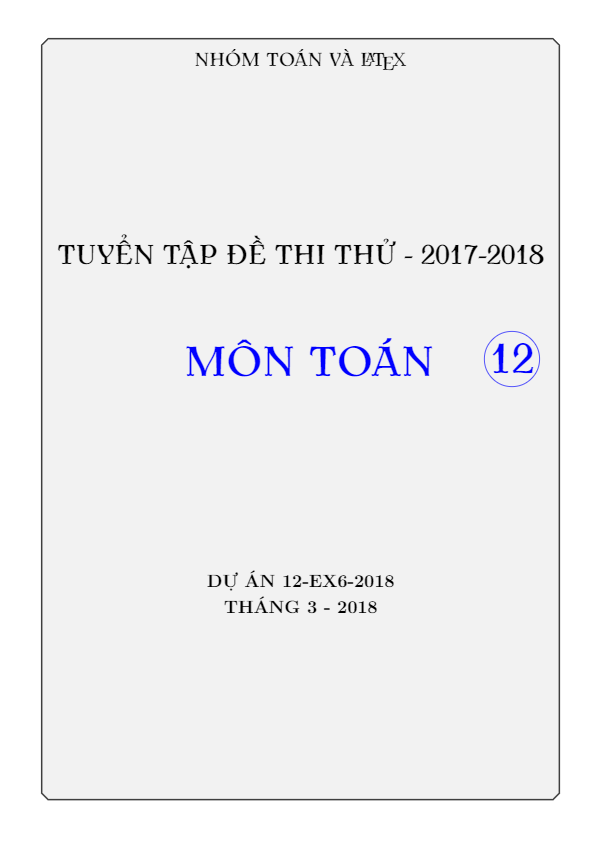 NHÓM TOÁN VÀ LATEX
TUYỂN TẬP ĐỀ THI THỬ - 2017-2018
MÔN TOÁN 12
DỰ ÁN 12-EX6-2018
THÁNG 3 - 2018